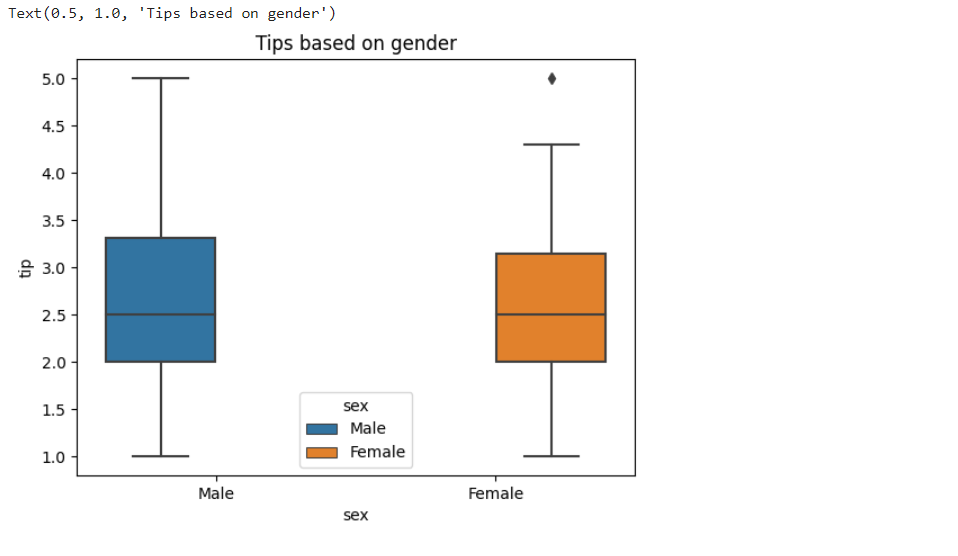 Text(0.5, 1.0, 'Tips based on gender')
Tips based on gender
5.0
4.5
4.0
3.5
3.0
2.5
2.0
1.5
1.0
tip
sex
Male
Female
Male
Female
sex